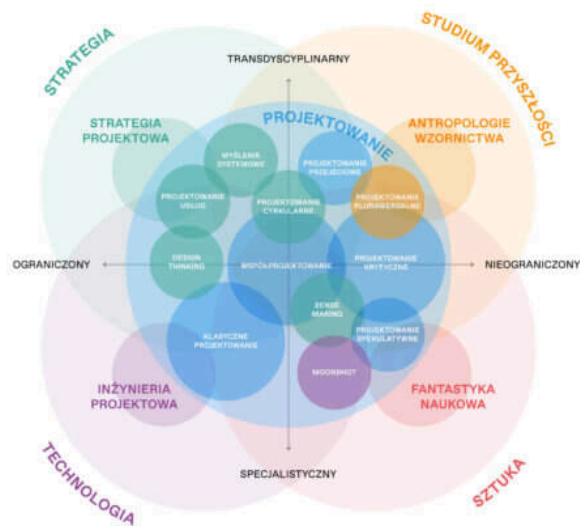 STRATEGIA
STUDIUM PRZYSZŁOŚCI
TRANSDYSCYPLINARNY
PROJEKTOWANIE
STRATEGIA
PROJEKTOWA
ANTROPOLOGIE
WZORNICTWA
MYŚLENIE
SYSTEMOWE
PROJEKTOWANIE
PRZEJŚCIOWE
PROJEKTOWANIE
USŁUG
PROJEKTOWANIE
CYRKULARNE
PROJEKTOWANIE
PLURIWERSALNE
OGRANICZONY
DESIGN
THINKING
WSPÓŁPROJEKTOWANIE
PROJEKTOWANIE
KRYTYCZNE
NIEOGRANICZONY
SENSE
MAKING
KLASYCZNE
PROJEKTOWANIE
PROJEKTOWANIE
SPEKULATYWNE
MOONSHOT
INŻYNIERIA
PROJEKTOWA
FANTASTYKA
NAUKOWA
SPECJALISTYCZNY
TECHNOLOGIA
SZTUKA